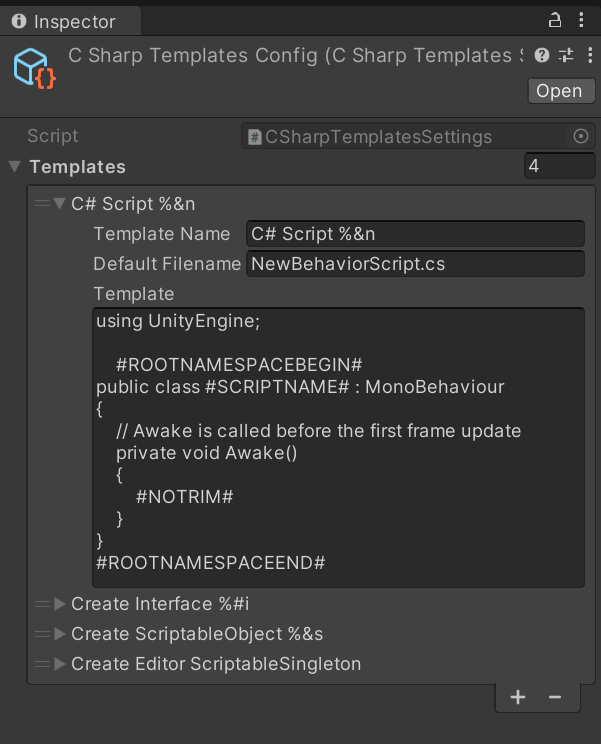 Inspector
C Sharp Templates Config (C Sharp Templates S
Open
Script
CSharpTemplatesSettings
Templates
4
C# Script %&n
Template Name
C# Script %&n
Default Filename
NewBehaviorScript.cs
Template
using UnityEngine;
#ROOTNAMESPACEBEGIN#
public class #SCRIPTNAME# : MonoBehaviour
{
// Awake is called before the first frame update
private void Awake()
{
#NOTRIM#
}
}
#ROOTNAMESPACEEND#
Create Interface %#i
Create ScriptableObject %&s
Create Editor ScriptableSingleton